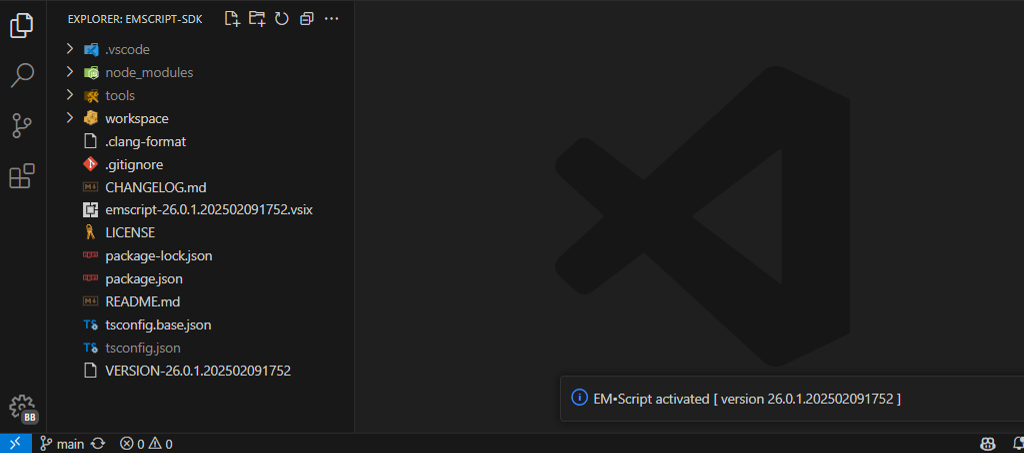 EXPLORER: EMSCRIPT-SDK
.vscode
node_modules
tools
workspace
.clang-format
.gitignore
CHANGELOG.md
emscript-26.0.1.202502091752.vsix
LICENSE
package-lock.json
package.json
README.md
tsconfig.base.json
tsconfig.json
VERSION-26.0.1.202502091752
EM•Script activated [ version 26.0.1.202502091752 ]
BB
main 0 0